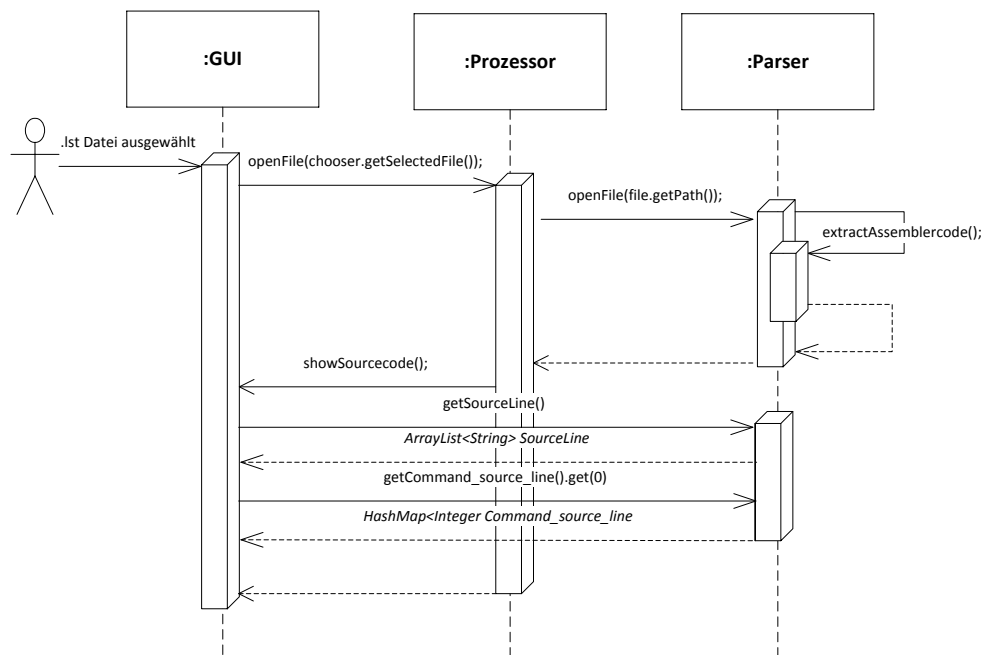 :GUI
:Prozessor
:Parser
.lst Datei ausgewählt
openFile(chooser.getSelectedFile());
openFile(file.getPath());
extractAssemblercode();
showSourcecode();
getSourceLine()
ArrayList<String> SourceLine
getCommand_source_line().get(0)
HashMap<Integer Command_source_line